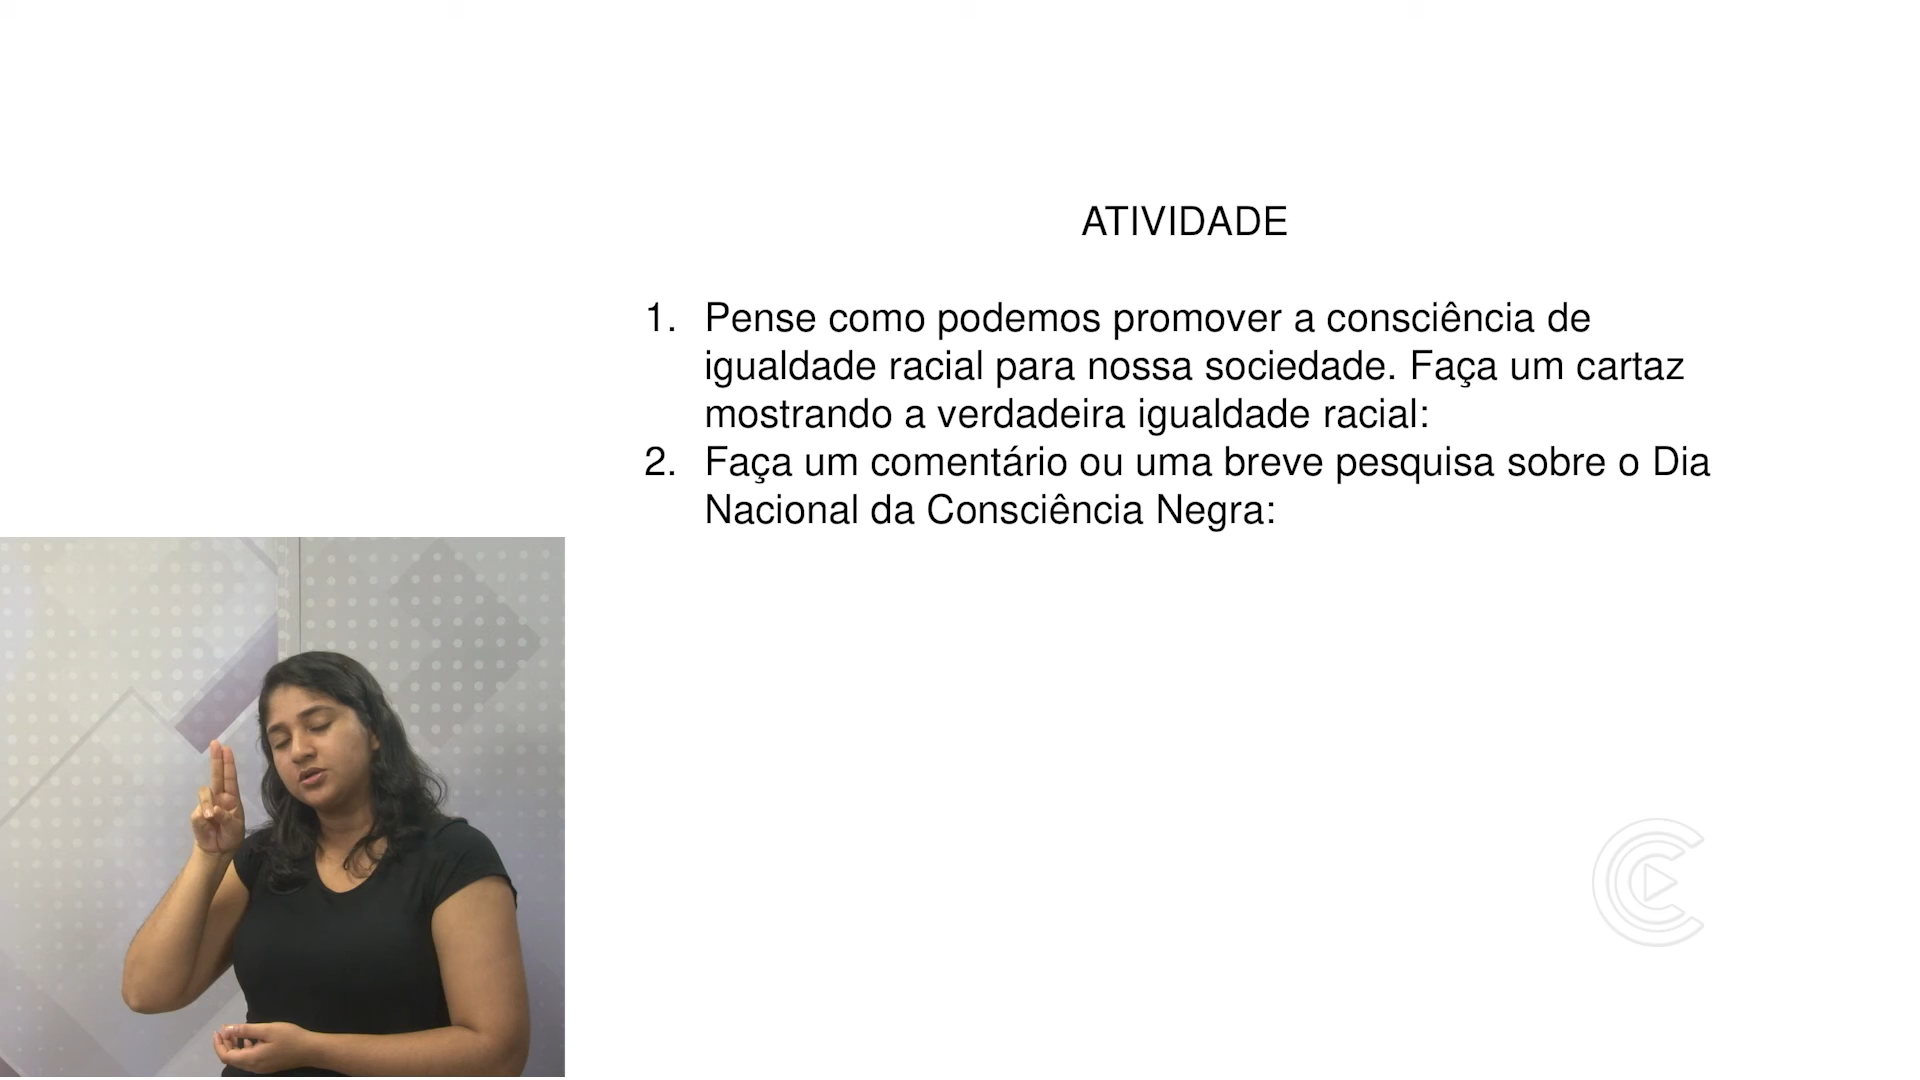 ATIVIDADE
1. Pense como podemos promover a consciência de
igualdade racial para nossa sociedade. Faça um cartaz
mostrando a verdadeira igualdade racial:
2. Faça um comentário ou uma breve pesquisa sobre o Dia
Nacional da Consciência Negra: